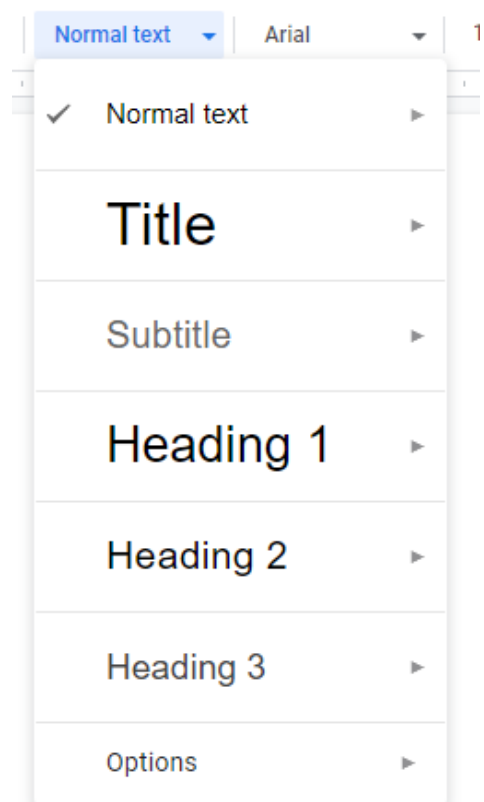 Normal text Arial
Normal text
Title
Subtitle
Heading 1
Heading 2
Heading 3
Options